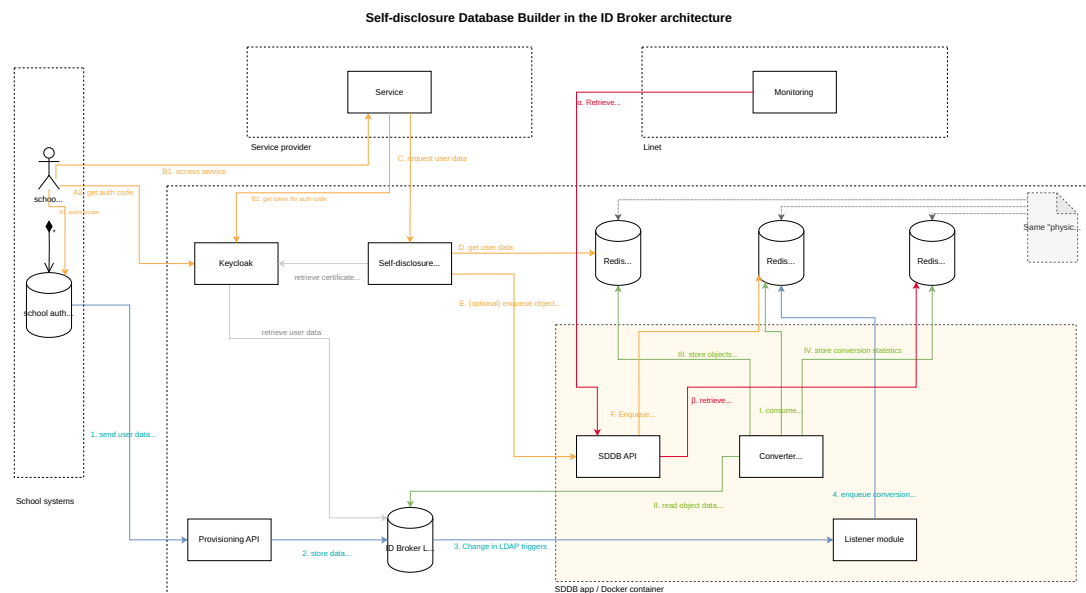 Self-disclosure Database Builder in the ID Broker architecture
Service
Monitoring
α. Retrieve...
Service provider
Linet
C. request user data
B1. access service
schoo...
A2. get auth code
B2. get token for auth code
A1. authenticate
*
Same "physic...
D. get user data
Keycloak
Self-disclosure...
Redis...
Redis...
Redis...
retrieve certificate...
E. (optional) enqueue object...
school auth...
retrieve user data
III. store objects...
IV. store conversion statistics
β. retrieve...
F. Enqueue...
I. consume...
1. send user data...
SDDB API
Converter...
4. enqueue conversion...
School systems
II. read object data...
Provisioning API
ID Broker L...
Listener module
2. store data...
3. Change in LDAP triggers
SDDB app / Docker container